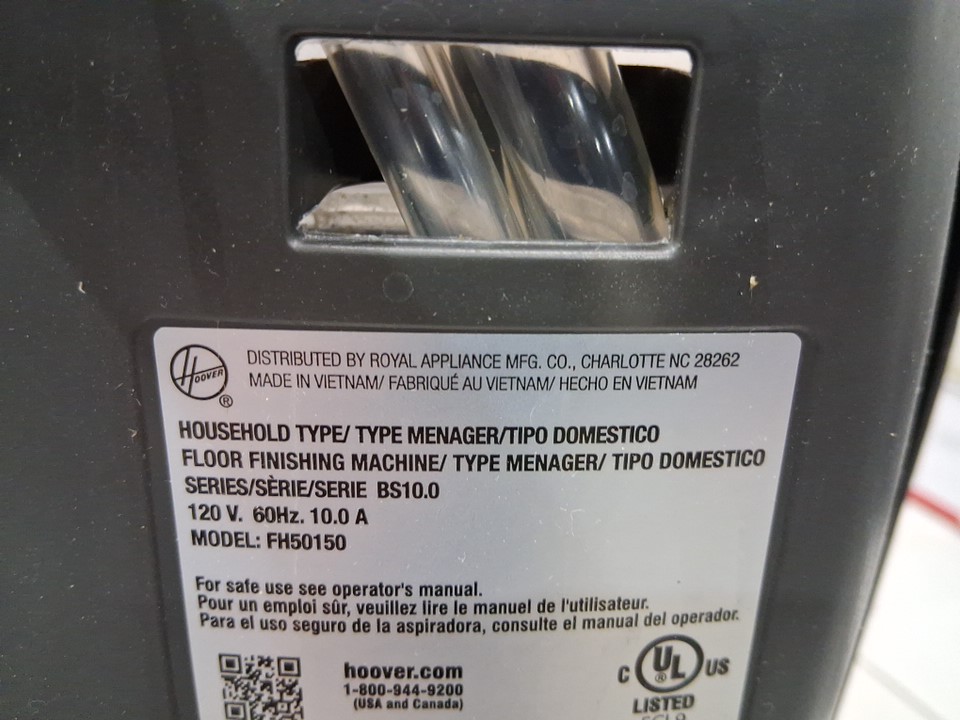 HOOVER
®
DISTRIBUTED BY ROYAL APPLIANCE MFG. CO., CHARLOTTE NC 28262
MADE IN VIETNAM/ FABRIQUÉ AU VIETNAM/ HECHO EN VIETNAM
HOUSEHOLD TYPE/ TYPE MENAGER/TIPO DOMESTICO
FLOOR FINISHING MACHINE/ TYPE MENAGER/ TIPO DOMESTICO
SERIES/SÈRIE/SERIE BS10.0
120 V. 60Hz. 10.0 A
MODEL: FH50150
For safe use see operator's manual.
Pour un emploi sûr, veuillez lire le manuel de l'utilisateur.
Para el uso seguro de la aspiradora, consulte el manual del operador.
hoover.com
1-800-944-9200
(USA and Canada)
C UL US
LISTED